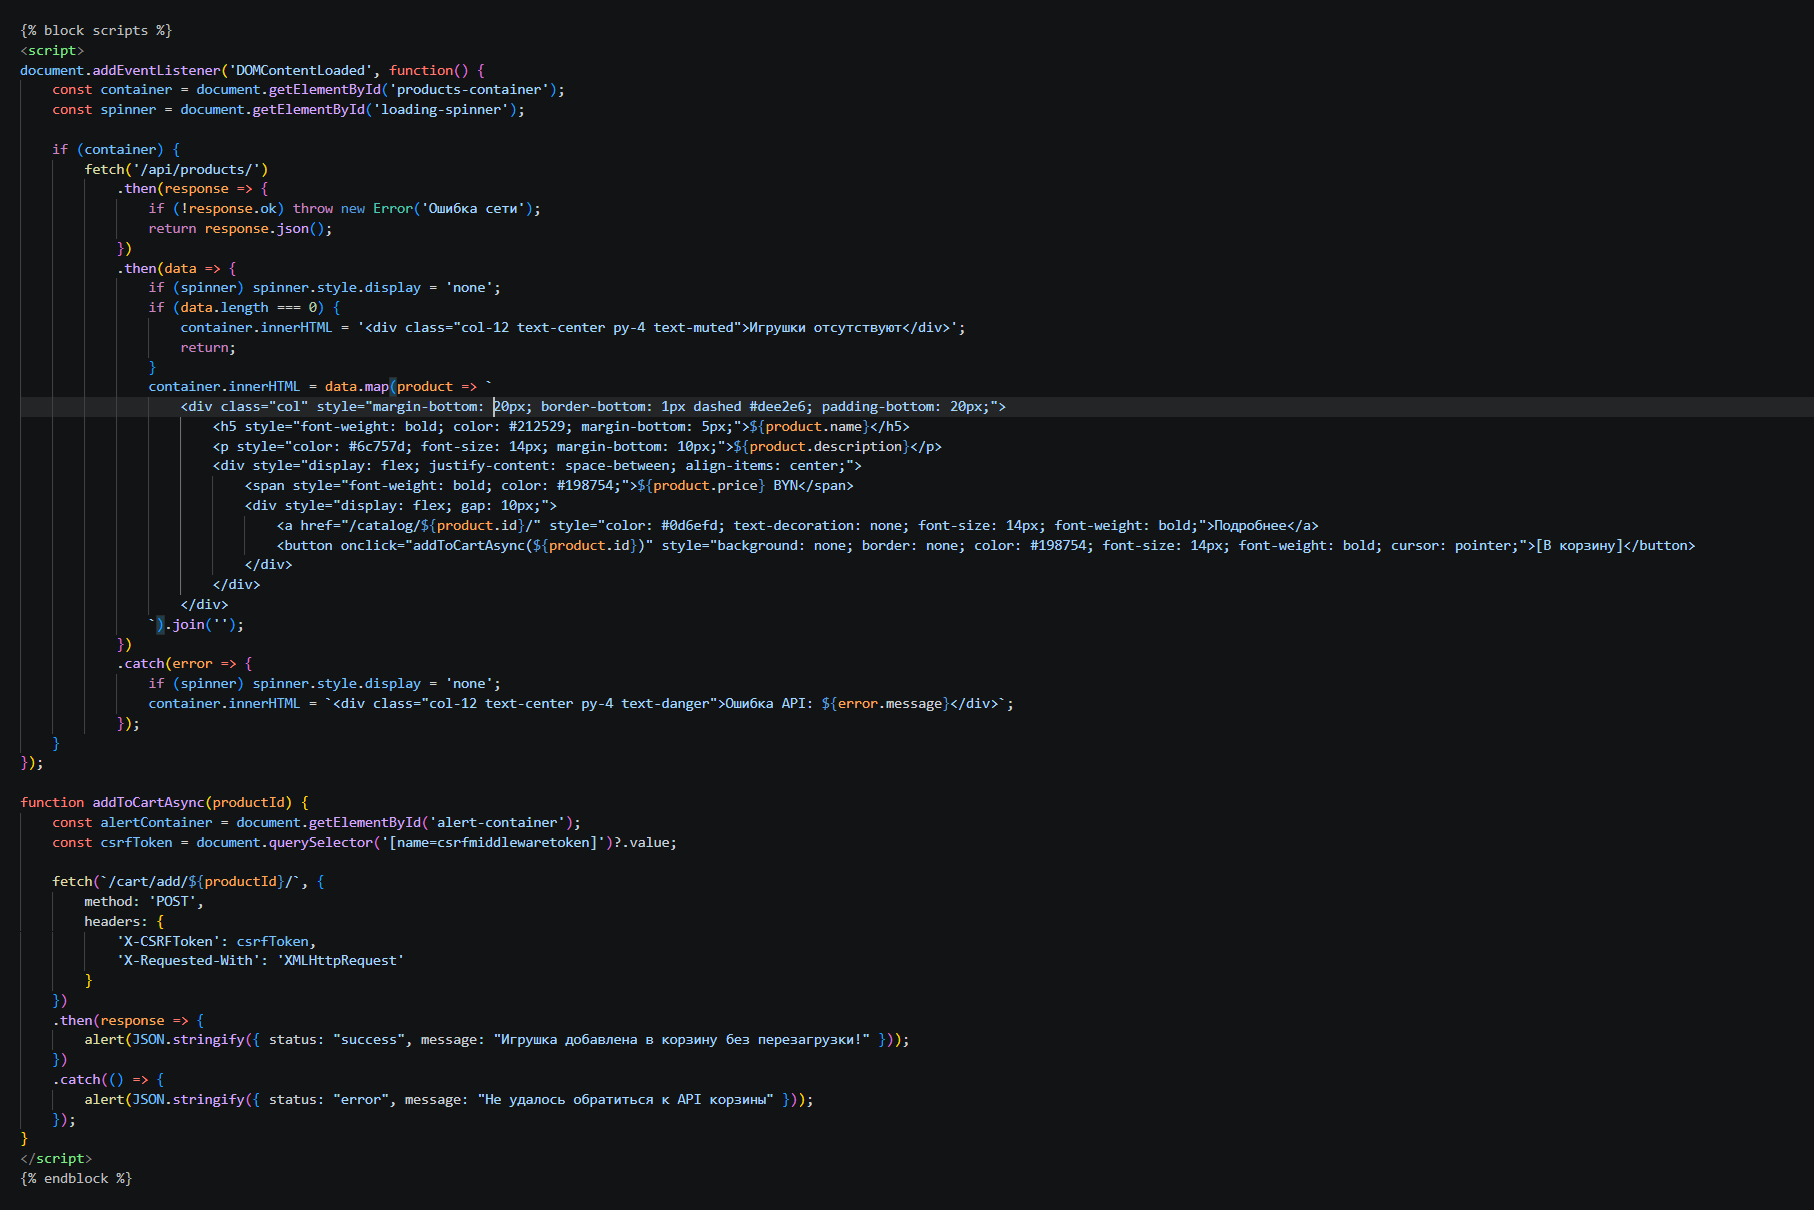 {% block scripts %}
<script>
document.addEventListener('DOMContentLoaded', function() {
    const container = document.getElementById('products-container');
    const spinner = document.getElementById('loading-spinner');

    if (container) {
        fetch('/api/products/')
            .then(response => {
                if (!response.ok) throw new Error('Ошибка сети');
                return response.json();
            })
            .then(data => {
                if (spinner) spinner.style.display = 'none';
                if (data.length === 0) {
                    container.innerHTML = '<div class="col-12 text-center py-4 text-muted">Игрушки отсутствуют</div>';
                    return;
                }
                container.innerHTML = data.map(product => `
                    <div class="col" style="margin-bottom: 20px; border-bottom: 1px dashed #dee2e6; padding-bottom: 20px;">
                        <h5 style="font-weight: bold; color: #212529; margin-bottom: 5px;">${product.name}</h5>
                        <p style="color: #6c757d; font-size: 14px; margin-bottom: 10px;">${product.description}</p>
                        <div style="display: flex; justify-content: space-between; align-items: center;">
                            <span style="font-weight: bold; color: #198754;">${product.price} BYN</span>
                            <div style="display: flex; gap: 10px;">
                                <a href="/catalog/${product.id}/" style="color: #0d6efd; text-decoration: none; font-size: 14px; font-weight: bold;">Подробнее</a>
                                <button onclick="addToCartAsync(${product.id})" style="background: none; border: none; color: #198754; font-size: 14px; font-weight: bold; cursor: pointer;">[В корзину]</button>
                            </div>
                        </div>
                    </div>
                `).join('');
            })
            .catch(error => {
                if (spinner) spinner.style.display = 'none';
                container.innerHTML = `<div class="col-12 text-center py-4 text-danger">Ошибка API: ${error.message}</div>`;
            });
    }
});

function addToCartAsync(productId) {
    const alertContainer = document.getElementById('alert-container');
    const csrfToken = document.querySelector('[name=csrfmiddlewaretoken]')?.value;

    fetch(`/cart/add/${productId}/`, {
        method: 'POST',
        headers: {
            'X-CSRFToken': csrfToken,
            'X-Requested-With': 'XMLHttpRequest'
        }
    })
    .then(response => {
        alert(JSON.stringify({ status: "success", message: "Игрушка добавлена в корзину без перезагрузки!" }));
    })
    .catch(() => {
        alert(JSON.stringify({ status: "error", message: "Не удалось обратиться к API корзины" }));
    });
}
</script>
{% endblock %}